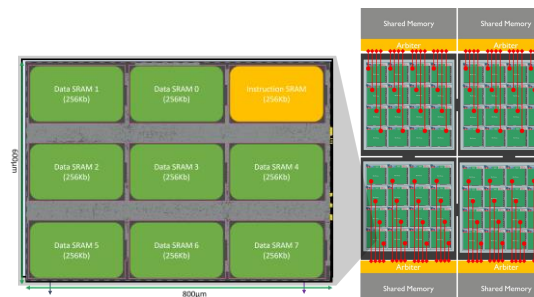 Data SRAM 1
(256Kb)
Data SRAM 0
(256Kb)
Instruction SRAM
(256Kb)
Data SRAM 2
(256Kb)
Data SRAM 3
(256Kb)
Data SRAM 4
(256Kb)
Data SRAM 5
(256Kb)
Data SRAM 6
(256Kb)
Data SRAM 7
(256Kb)
600μm
800μm
Shared Memory
Shared Memory
Arbiter
Arbiter
Arbiter
Arbiter
Shared Memory
Shared Memory